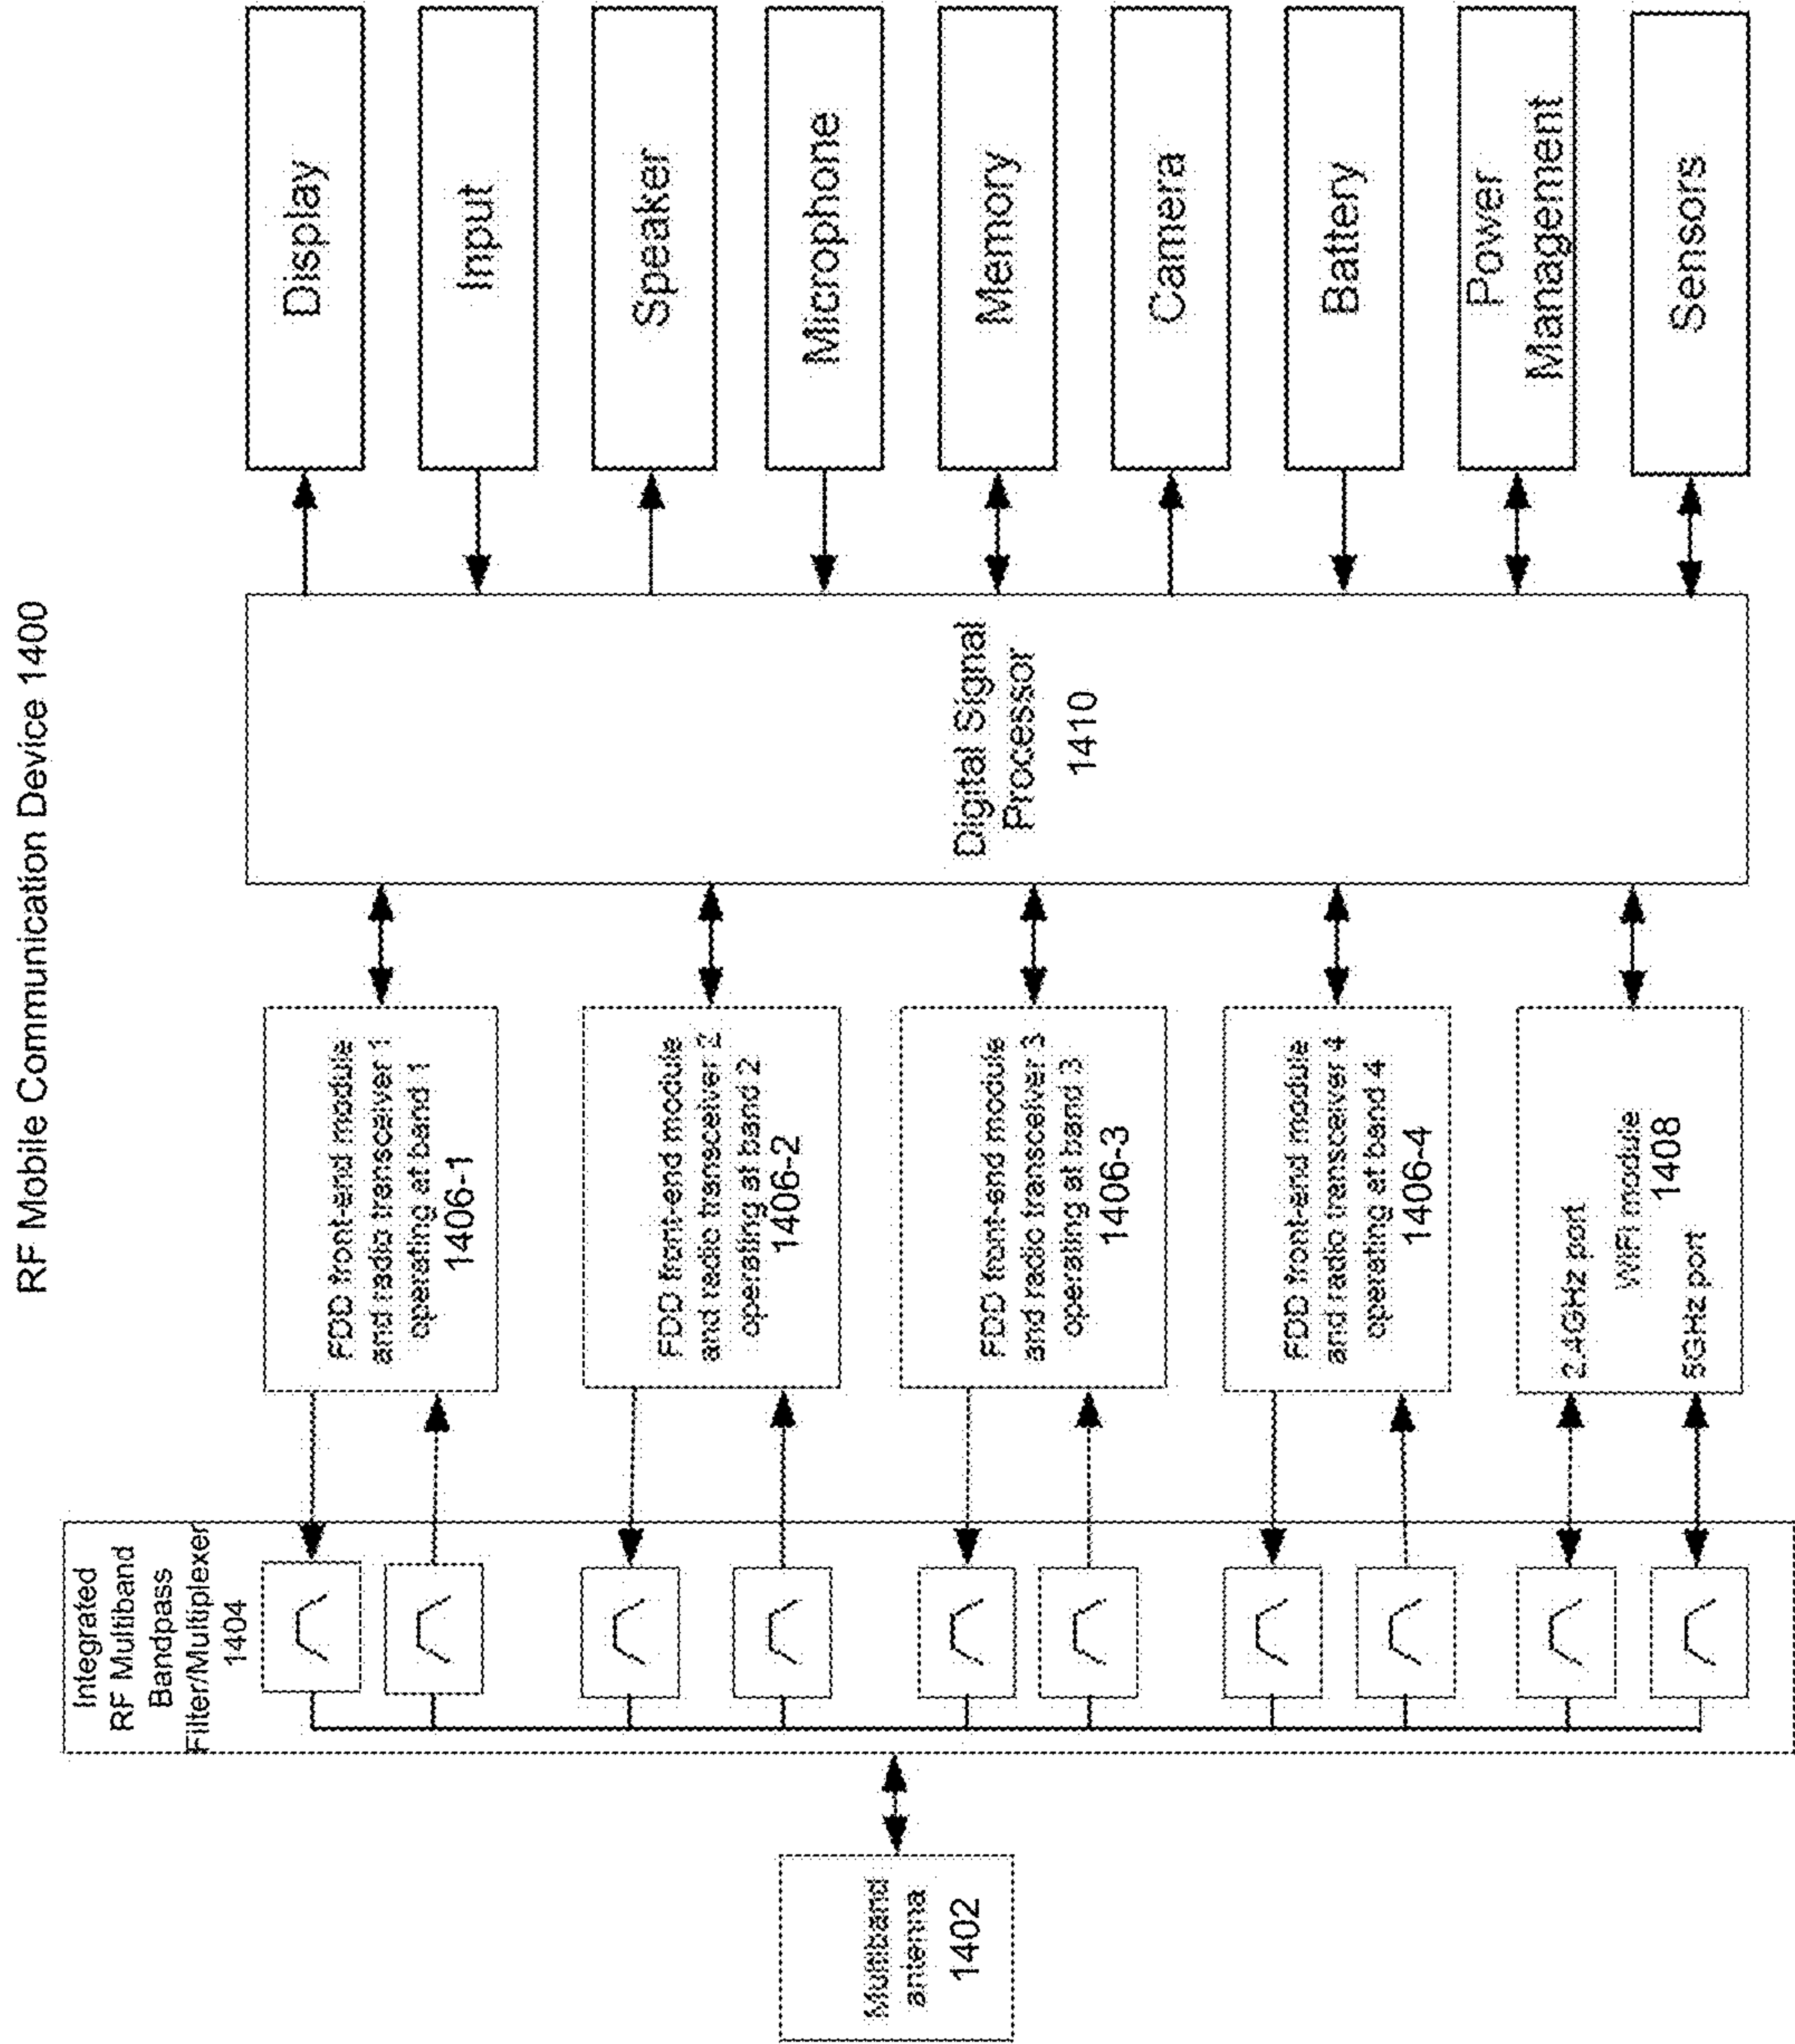 RF Mobile Communication Device 1400
Integrated
RF Multiband
Bandpass
Filter/Multiplexer
1404
Multiband
antenna
1402
FDD front-end module
and radio transceiver 1
operating at band 1
1406-1
FDD front-end module
and radio transceiver 2
operating at band 2
1406-2
FDD front-end module
and radio transceiver 3
operating at band 3
1406-3
FDD front-end module
and radio transceiver 4
operating at band 4
1406-4
2.4GHz port
WiFi module
1408
5GHz port
Digital Signal
Processor
1410
Display
Input
Speaker
Microphone
Memory
Camera
Battery
Power
Management
Sensors